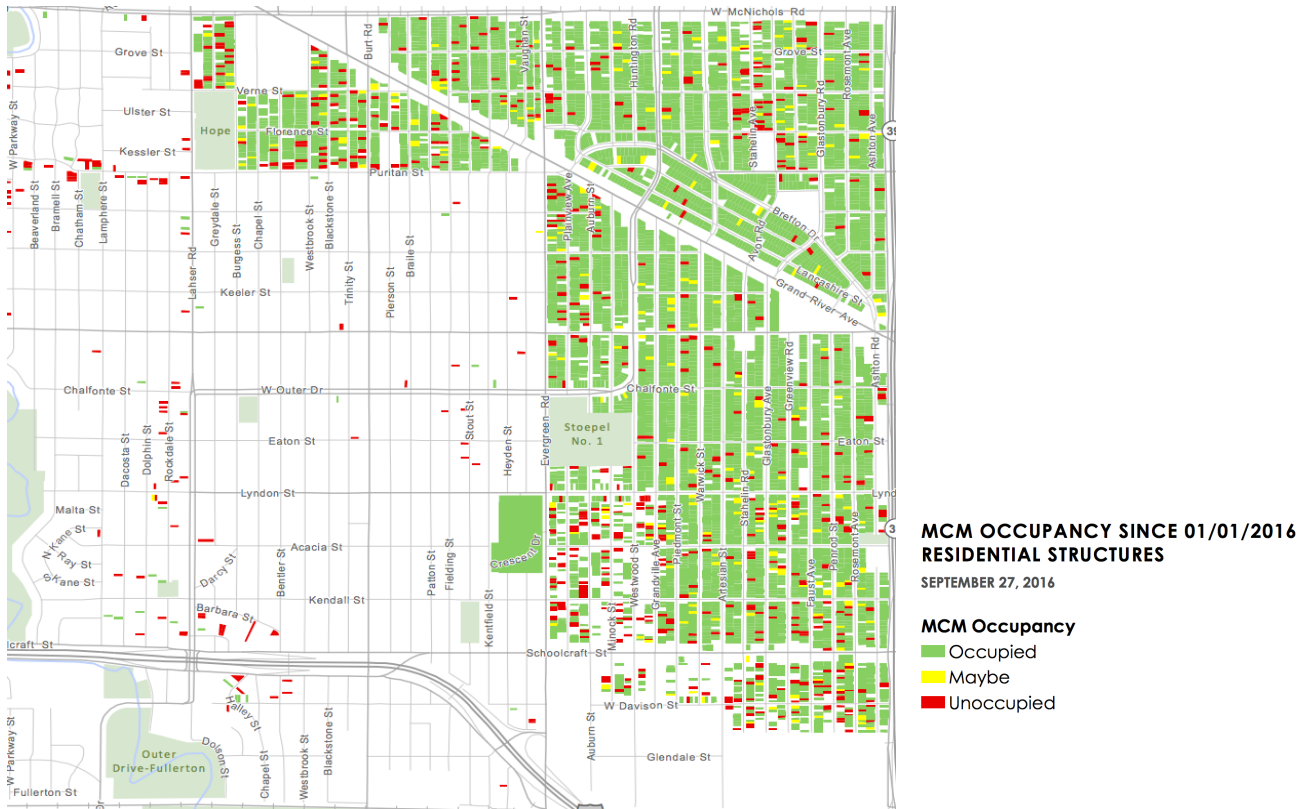 W McNichols Rd
Grove St
Burt Rd
Vaughan St
Huntington Rd
Grove St
Rosemont Ave
Verne St
Glastonbury Rd
W Parkway St
Ulster St
Hope
Florence St
Stahelin Ave
Ashton Ave
Kessler St
Puritan St
Beaverland St
Bramell St
Chatham St
Lamphere St
Greydale St
Burgess St
Chapel St
Westbrook St
Blackstone St
Plainview Ave
Auburn St
Bretton Dr
Lahser Rd
Trinity St
Pierson St
Braile St
Keeler St
Lancashire St
Grand River Ave
Greenview Rd
Ashton Rd
Chalfonte St
W Outer Dr
Chalfonte St
Dacosta St
Dolphin St
Rockdale St
Eaton St
Stout St
Heyden St
Evergreen Rd
Stoepel
No. 1
Glastonbury Ave
Eaton St
Warwick St
Stahelin Rd
Lyndon St
Lynd
Malta St
N Kane St
Ray St
S Kane St
Acacia St
Darcy St
Bentler St
Patton St
Fielding St
Crescent Dr
Piedmont St
Penrod St
Rosemont Ave
Westwood St
Grandville Ave
Artesian St
Faust Ave
Kendall St
Barbara St
Kentfield St
Minock St
lcraft St
Schoolcraft St
W Davison St
Halley St
W Parkway St
Outer
Drive-Fullerton
Dolson St
Chapel St
Westbrook St
Blackstone St
Auburn St
Glendale St
Fullerton St
Dr
MCM OCCUPANCY SINCE 01/01/2016
RESIDENTIAL STRUCTURES
SEPTEMBER 27, 2016
MCM Occupancy
Occupied
Maybe
Unoccupied